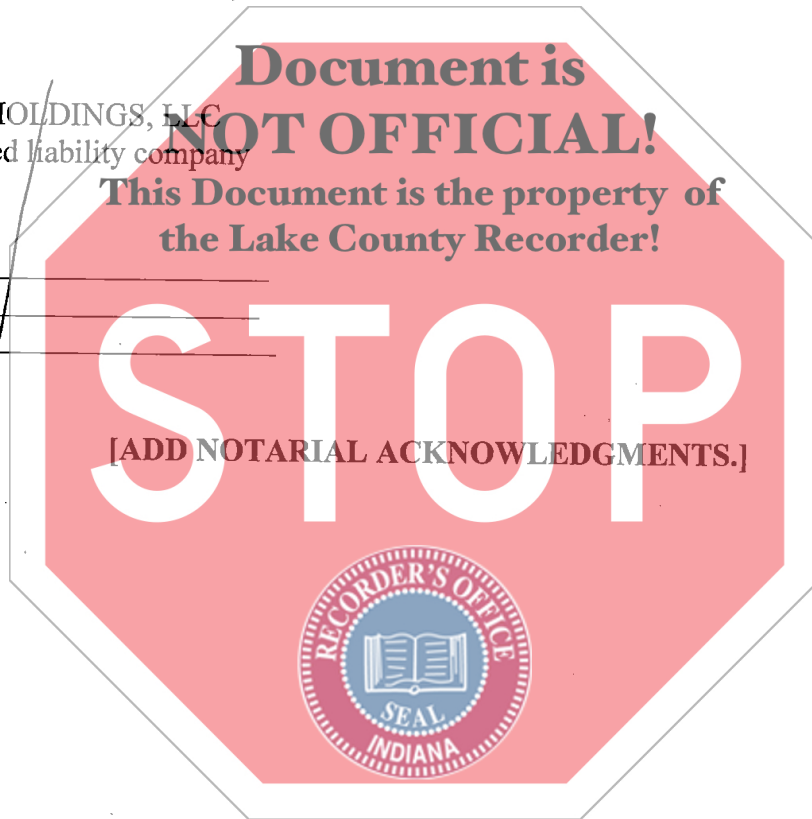 Document is
OLDINGS, LLC
NOT OFFICIAL!
ed liability company
This Document is the property of
the Lake County Recorder!
STOP
[ADD NOTARIAL ACKNOWLEDGMENTS.]
RECORDER'S OFFICE
SEAL
INDIANA